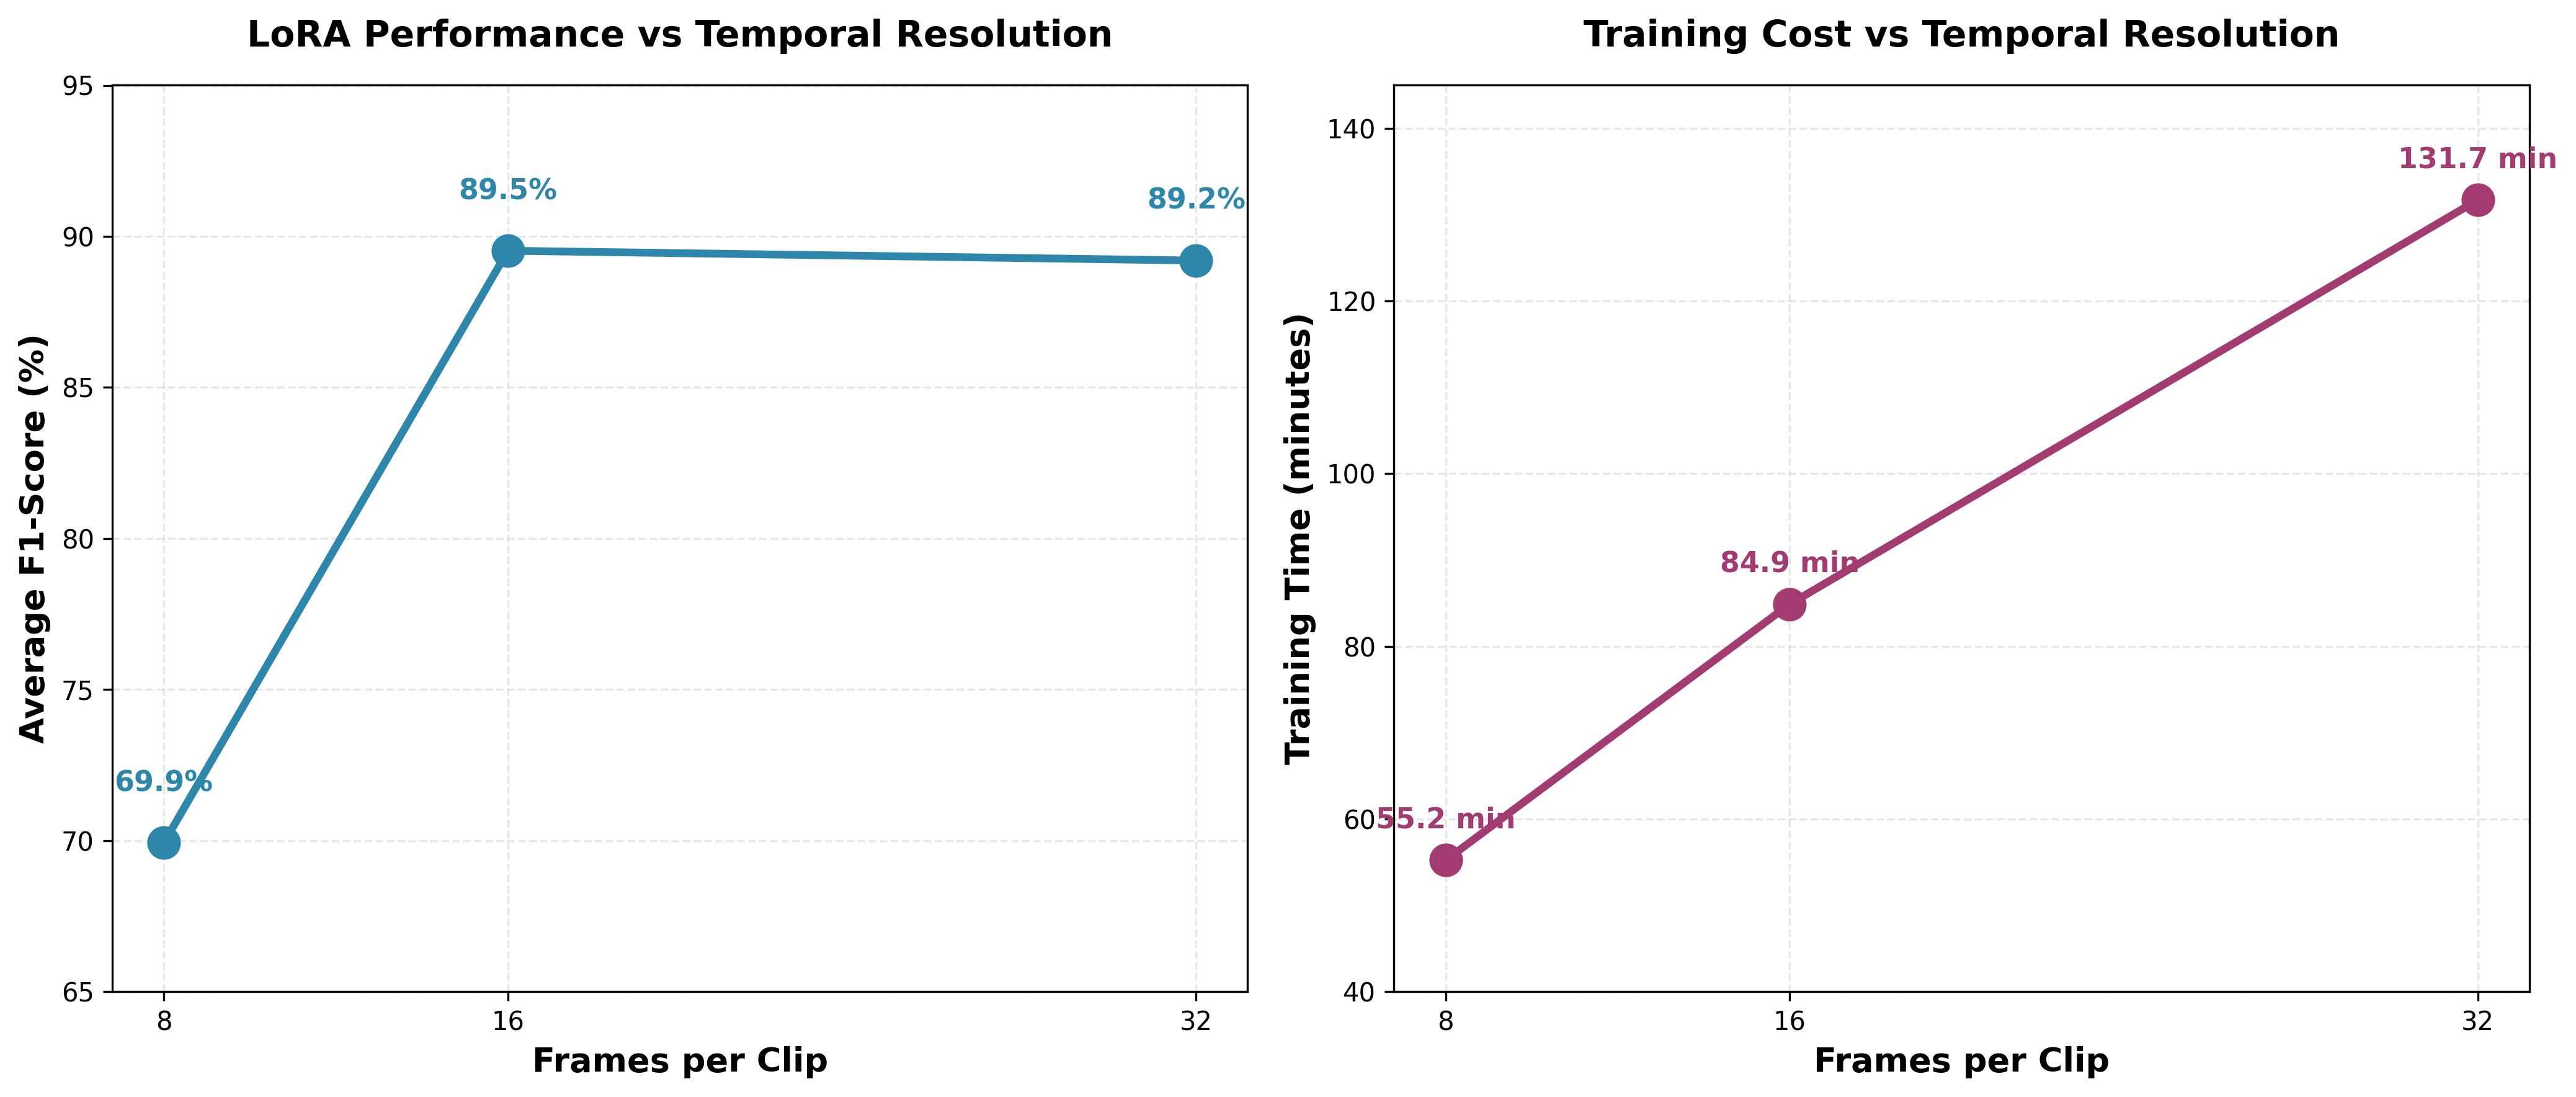 LoRA Performance vs Temporal Resolution
95
90
85
80
75
70
65
Average F1-Score (%)
69.9%
89.5%
89.2%
8
16
32
Frames per Clip
Training Cost vs Temporal Resolution
140
120
100
80
60
40
Training Time (minutes)
55.2 min
84.9 min
131.7 min
8
16
32
Frames per Clip